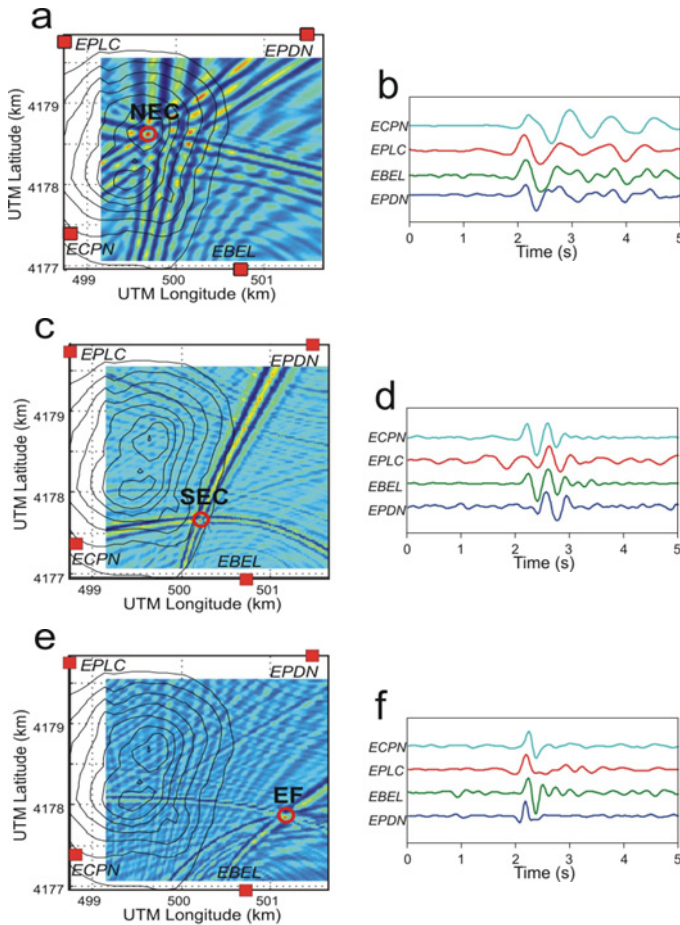 a
EPLC
EPDN
NEC
ECPN
EBEL
4179
4178
4177
499
500
501
UTM Latitude (km)
UTM Longitude (km)
b
ECPN
EPLC
EBEL
EPDN
0 1 2 3 4 5
Time (s)
c
EPLC
EPDN
SEC
ECPN
EBEL
4179
4178
4177
499
500
501
UTM Latitude (km)
UTM Longitude (km)
d
ECPN
EPLC
EBEL
EPDN
0 1 2 3 4 5
Time (s)
e
EPLC
EPDN
EF
ECPN
EBEL
4179
4178
4177
499
500
501
UTM Latitude (km)
UTM Longitude (km)
f
ECPN
EPLC
EBEL
EPDN
0 1 2 3 4 5
Time (s)